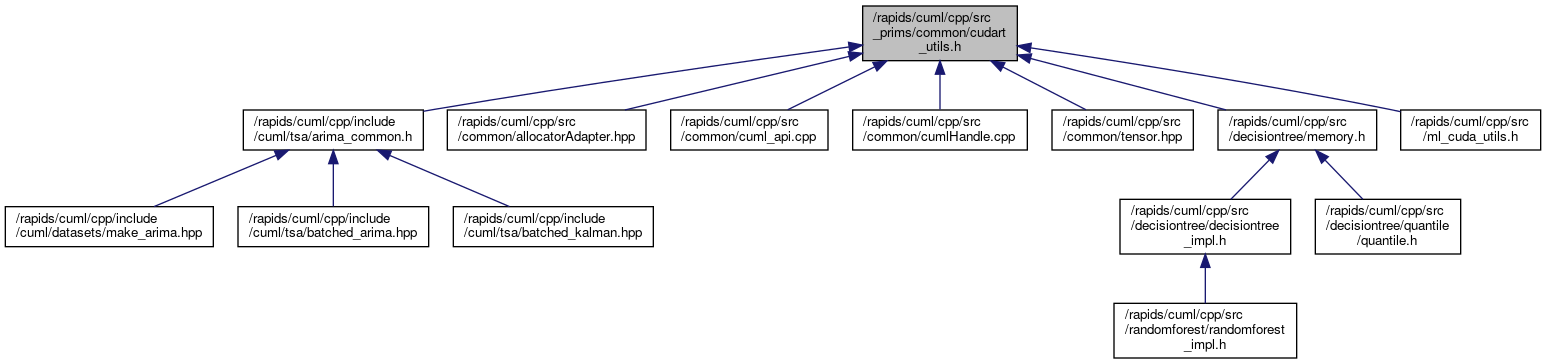 /rapids/cuml/cpp/src
_prims/common/cudart
_utils.h
/rapids/cuml/cpp/include
/cuml/tsa/arima_common.h
/rapids/cuml/cpp/src
/common/allocatorAdapter.hpp
/rapids/cuml/cpp/src
/common/cuml_api.cpp
/rapids/cuml/cpp/src
/common/cumlHandle.cpp
/rapids/cuml/cpp/src
/common/tensor.hpp
/rapids/cuml/cpp/src
/decisiontree/memory.h
/rapids/cuml/cpp/src
/ml_cuda_utils.h
/rapids/cuml/cpp/include
/cuml/datasets/make_arima.hpp
/rapids/cuml/cpp/include
/cuml/tsa/batched_arima.hpp
/rapids/cuml/cpp/include
/cuml/tsa/batched_kalman.hpp
/rapids/cuml/cpp/src
/decisiontree/decisiontree
_impl.h
/rapids/cuml/cpp/src
/decisiontree/quantile
/quantile.h
/rapids/cuml/cpp/src
/randomforest/randomforest
_impl.h